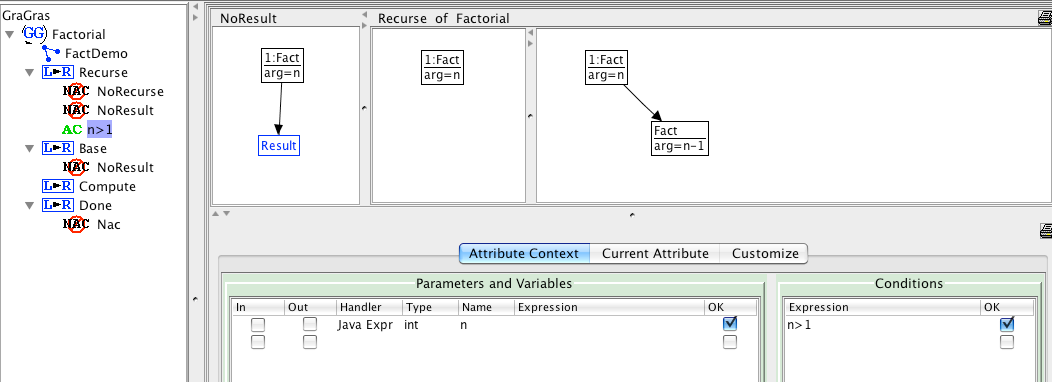 GraGras
GG Factorial
FactDemo
L R Recurse
NAC NoRecurse
NAC NoResult
AC n>1
L R Base
NAC NoResult
L R Compute
L R Done
NAC Nac
NoResult
1:Fact
arg=n
Result
Recurse of Factorial
1:Fact
arg=n
1:Fact
arg=n
Fact
arg=n-1
Attribute Context Current Attribute Customize
Parameters and Variables
In Out Handler Type Name Expression OK
Java Expr int n
Conditions
Expression OK
n>1